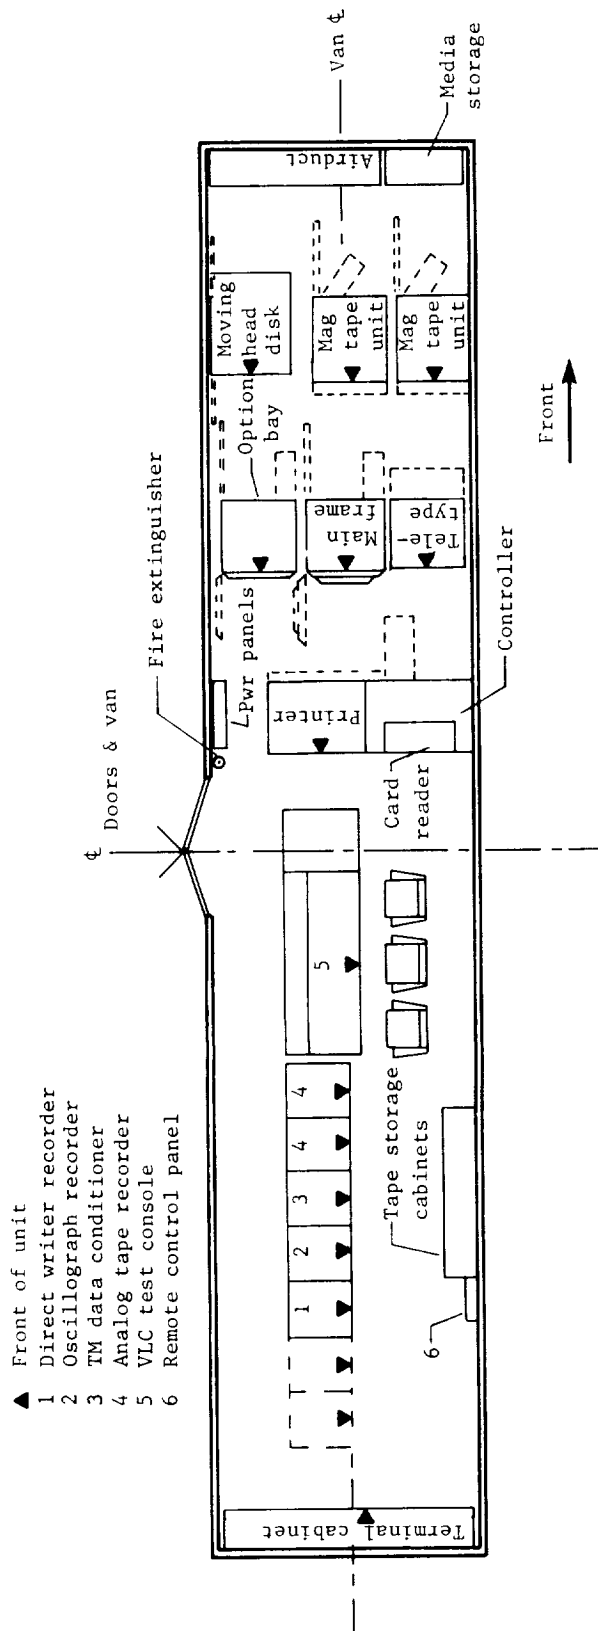 ▲ Front of unit
1 Direct writer recorder
2 Oscillograph recorder
3 TM data conditioner
4 Analog tape recorder
5 VLC test console
6 Remote control panel
℄
Doors & van
Fire extinguisher
Pwr panels
Option
bay
Moving
head
disk
Airduct
Van ℄
Media
storage
Mag
tape
unit
Mag
tape
unit
Main
frame
Tele-
type
Front
Controller
Printer
Card
reader
5
4
4
3
2
1
Tape storage
cabinets
6
Terminal cabinet